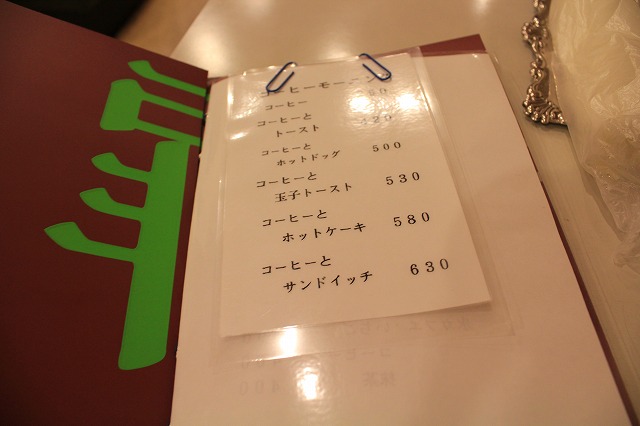 コーヒーモーニング
コーヒー
コーヒーと
トースト
コーヒーと
ホットドッグ 500
コーヒーと
玉子トースト 530
コーヒーと
ホットケーキ 580
コーヒーと
サンドイッチ 630